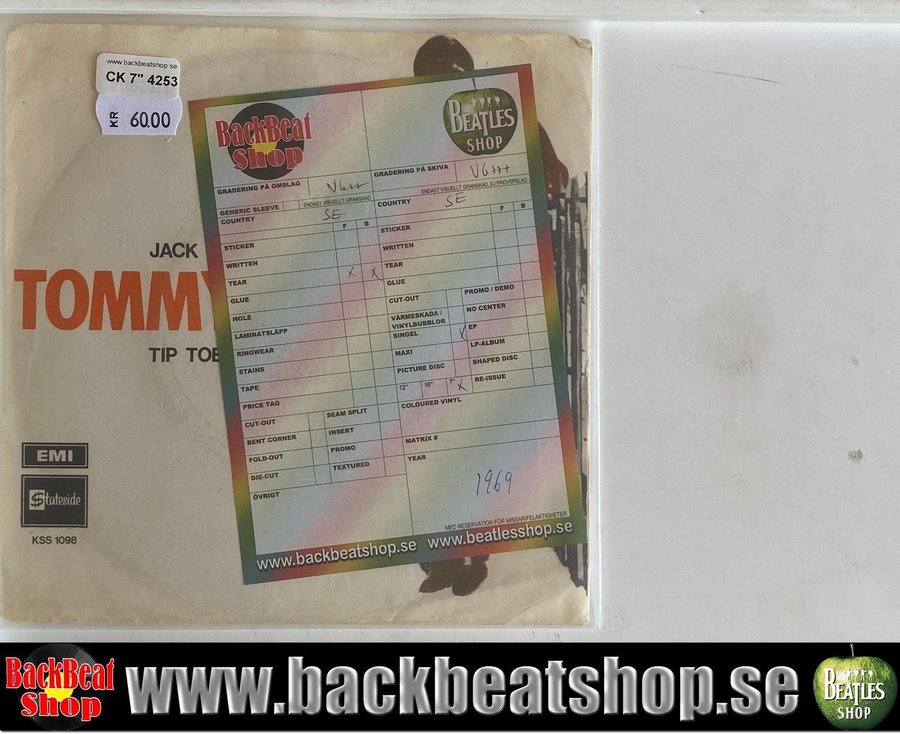 www.backbeatshop.se
CK 7" 4253
KR 60.00
JACK
TOMMY
TIP TOE
EMI
Stateside
KSS 1098
BackBeat
Shop
BEATLES
SHOP
GRADERING PÅ OMSLAG VG++
GENERIC SLEEVE ENDAST VISUELLT GRANSKAD
COUNTRY SE
F B
STICKER
WRITTEN
TEAR X X
GLUE
HOLE
LAMINATSLÄPP
RINGWEAR
STAINS
TAPE
PRICE TAG
CUT-OUT SEAM SPLIT
BENT CORNER INSERT
FOLD-OUT PROMO
DIE-CUT TEXTURED
ÖVRIGT
GRADERING PÅ SKIVA VG+++
ENDAST VISUELLT GRANSKAD, EJ PROVSPELAD
COUNTRY SE
F B
STICKER
WRITTEN
TEAR
GLUE
CUT-OUT PROMO / DEMO
VÄRMESKADA / NO CENTER
VINYLBUBBLOR
SINGEL EP
MAXI LP-ALBUM
PICTURE DISC SHAPED DISC
12" 10" 7" X RE-ISSUE
COLOURED VINYL
MATRIX #
YEAR
1969
MED RESERVATION FÖR MISSAR/FELAKTIGHETER
www.backbeatshop.se www.beatlesshop.se
BackBeat
Shop
www.backbeatshop.se
BEATLES
SHOP